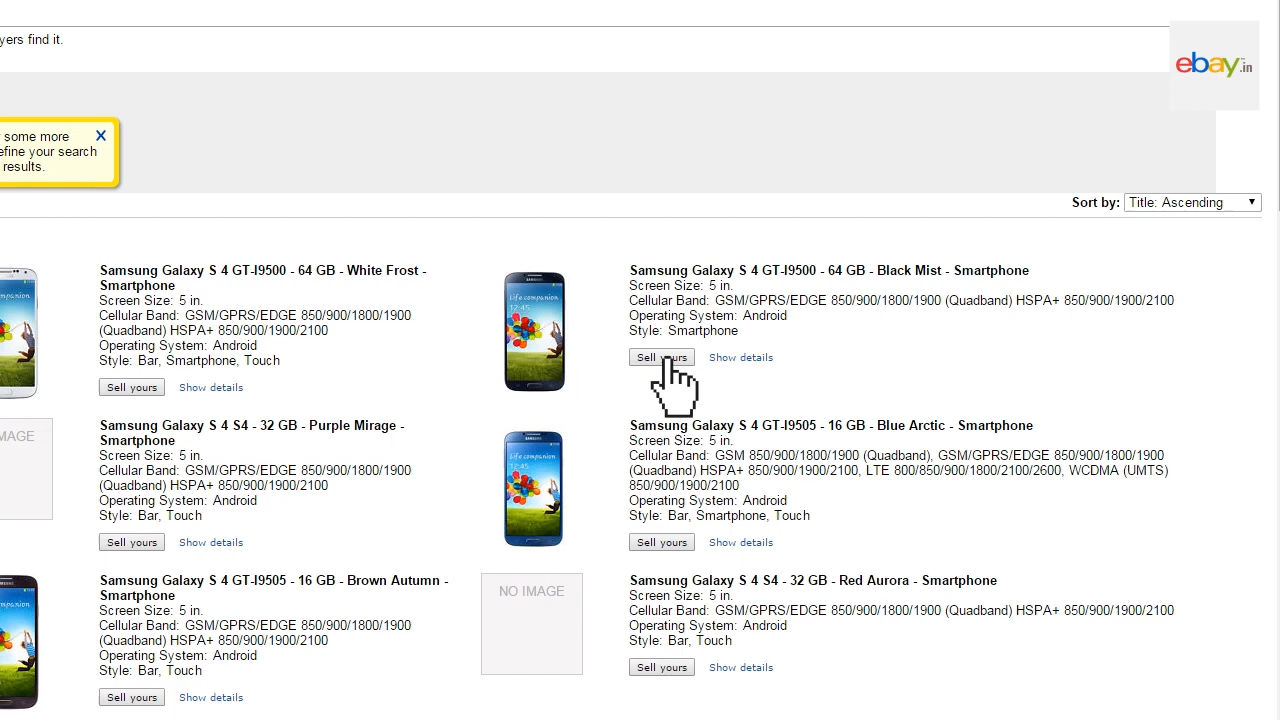 yers find it.
ebay.in
some more
efine your search
results.
Sort by: Title: Ascending
Samsung Galaxy S 4 GT-I9500 - 64 GB - White Frost -
Smartphone
Screen Size: 5 in.
Cellular Band: GSM/GPRS/EDGE 850/900/1800/1900
(Quadband) HSPA+ 850/900/1900/2100
Operating System: Android
Style: Bar, Smartphone, Touch
Sell yours Show details
Life companion
12:45
Samsung Galaxy S 4 GT-I9500 - 64 GB - Black Mist - Smartphone
Screen Size: 5 in.
Cellular Band: GSM/GPRS/EDGE 850/900/1800/1900 (Quadband) HSPA+ 850/900/1900/2100
Operating System: Android
Style: Smartphone
Sell yours Show details
MAGE
Samsung Galaxy S 4 S4 - 32 GB - Purple Mirage -
Smartphone
Screen Size: 5 in.
Cellular Band: GSM/GPRS/EDGE 850/900/1800/1900
(Quadband) HSPA+ 850/900/1900/2100
Operating System: Android
Style: Bar, Touch
Sell yours Show details
Life companion
12:45
Samsung Galaxy S 4 GT-I9505 - 16 GB - Blue Arctic - Smartphone
Screen Size: 5 in.
Cellular Band: GSM 850/900/1800/1900 (Quadband), GSM/GPRS/EDGE 850/900/1800/1900
(Quadband) HSPA+ 850/900/1900/2100, LTE 800/850/900/1800/2100/2600, WCDMA (UMTS)
850/900/1900/2100
Operating System: Android
Style: Bar, Smartphone, Touch
Sell yours Show details
Samsung Galaxy S 4 GT-I9505 - 16 GB - Brown Autumn -
Smartphone
Screen Size: 5 in.
Cellular Band: GSM/GPRS/EDGE 850/900/1800/1900
(Quadband) HSPA+ 850/900/1900/2100
Operating System: Android
Style: Bar, Touch
Sell yours Show details
NO IMAGE
Samsung Galaxy S 4 S4 - 32 GB - Red Aurora - Smartphone
Screen Size: 5 in.
Cellular Band: GSM/GPRS/EDGE 850/900/1800/1900 (Quadband) HSPA+ 850/900/1900/2100
Operating System: Android
Style: Bar, Touch
Sell yours Show details